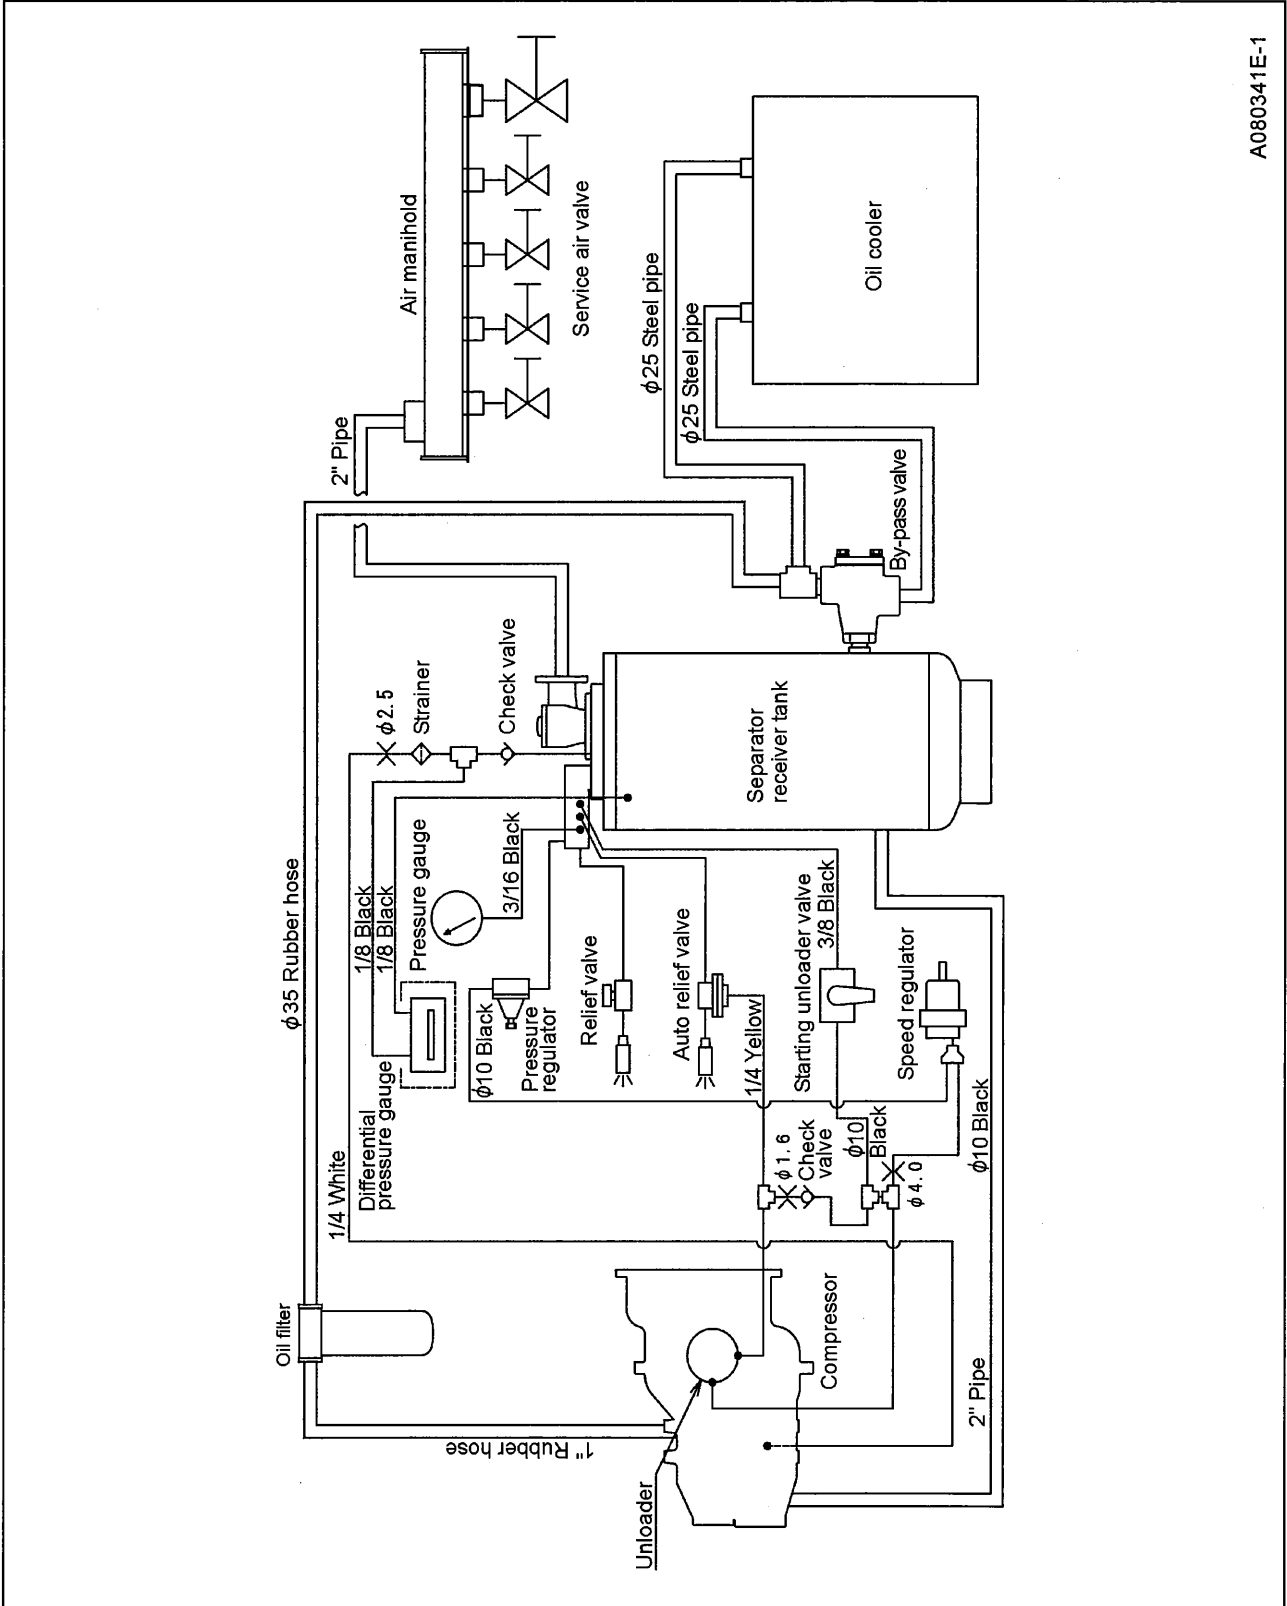 A080341E-1
Air manihold
Service air valve
2" Pipe
ϕ25 Steel pipe
ϕ25 Steel pipe
Oil cooler
By-pass valve
ϕ35 Rubber hose
ϕ2.5
Strainer
Check valve
Separator
receiver tank
1/8 Black
1/8 Black
Pressure gauge
3/16 Black
Differential
pressure gauge
ϕ10 Black
Pressure
regulator
Relief valve
Auto relief valve
1/4 Yellow
Starting unloader valve
3/8 Black
Speed regulator
1/4 White
ϕ1.6
Check
valve
ϕ10
Black
ϕ4.0
ϕ10 Black
Oil filter
1" Rubber hose
Unloader
Compressor
2" Pipe